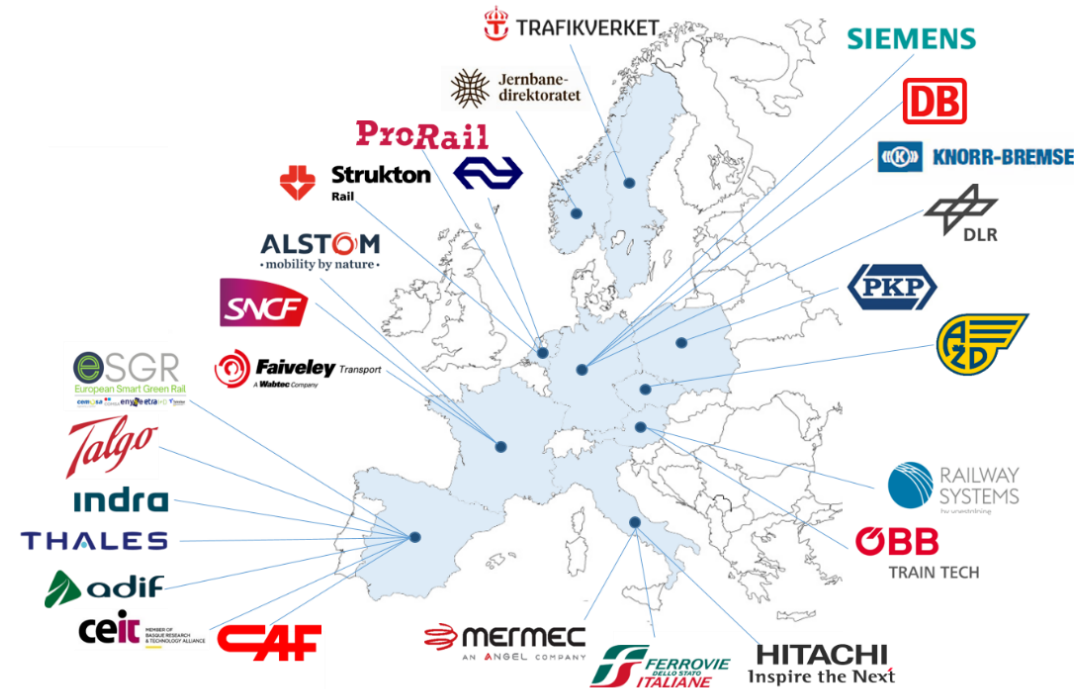 TRAFIKVERKET
SIEMENS
Jernbane-
direktoratet
DB
ProRail
KNORR-BREMSE
Strukton
Rail
DLR
ALSTOM
• mobility by nature •
PKP
SNCF
AŽD
Faiveley Transport
A Wabtec Company
eSGR
European Smart Green Rail
Talgo
indra
RAILWAY
SYSTEMS
THALES
ÖBB
TRAIN TECH
adif
ceit
MEMBER OF
BASQUE RESEARCH
& TECHNOLOGY ALLIANCE
CAF
mermec
AN ANGEL COMPANY
FERROVIE
DELLO STATO
ITALIANE
HITACHI
Inspire the Next